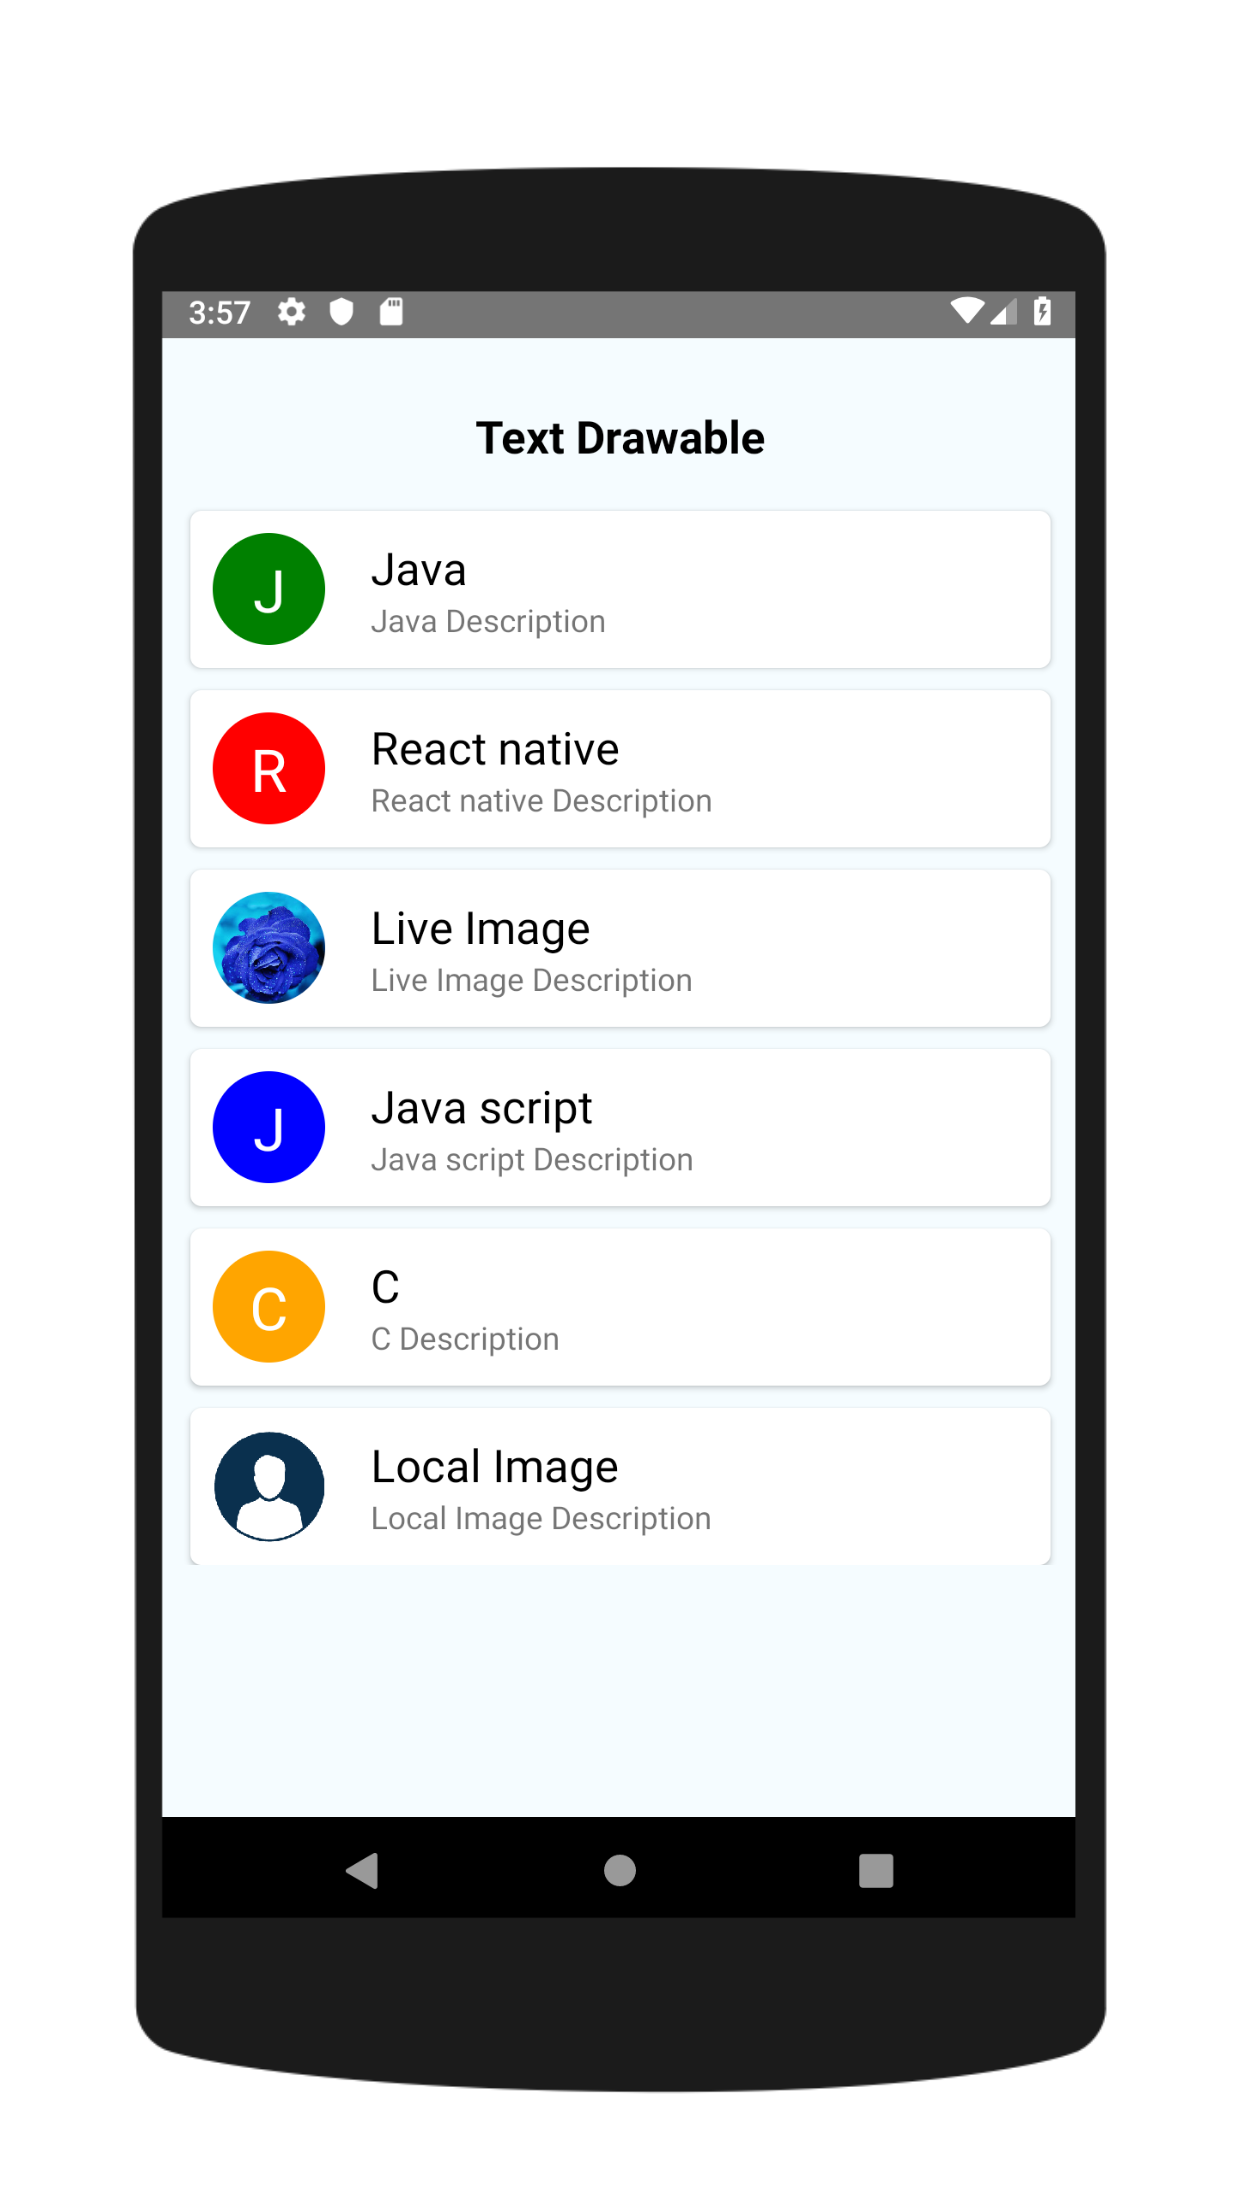 3:57
Text Drawable
J
Java
Java Description
R
React native
React native Description
Live Image
Live Image Description
J
Java script
Java script Description
C
C
C Description
Local Image
Local Image Description